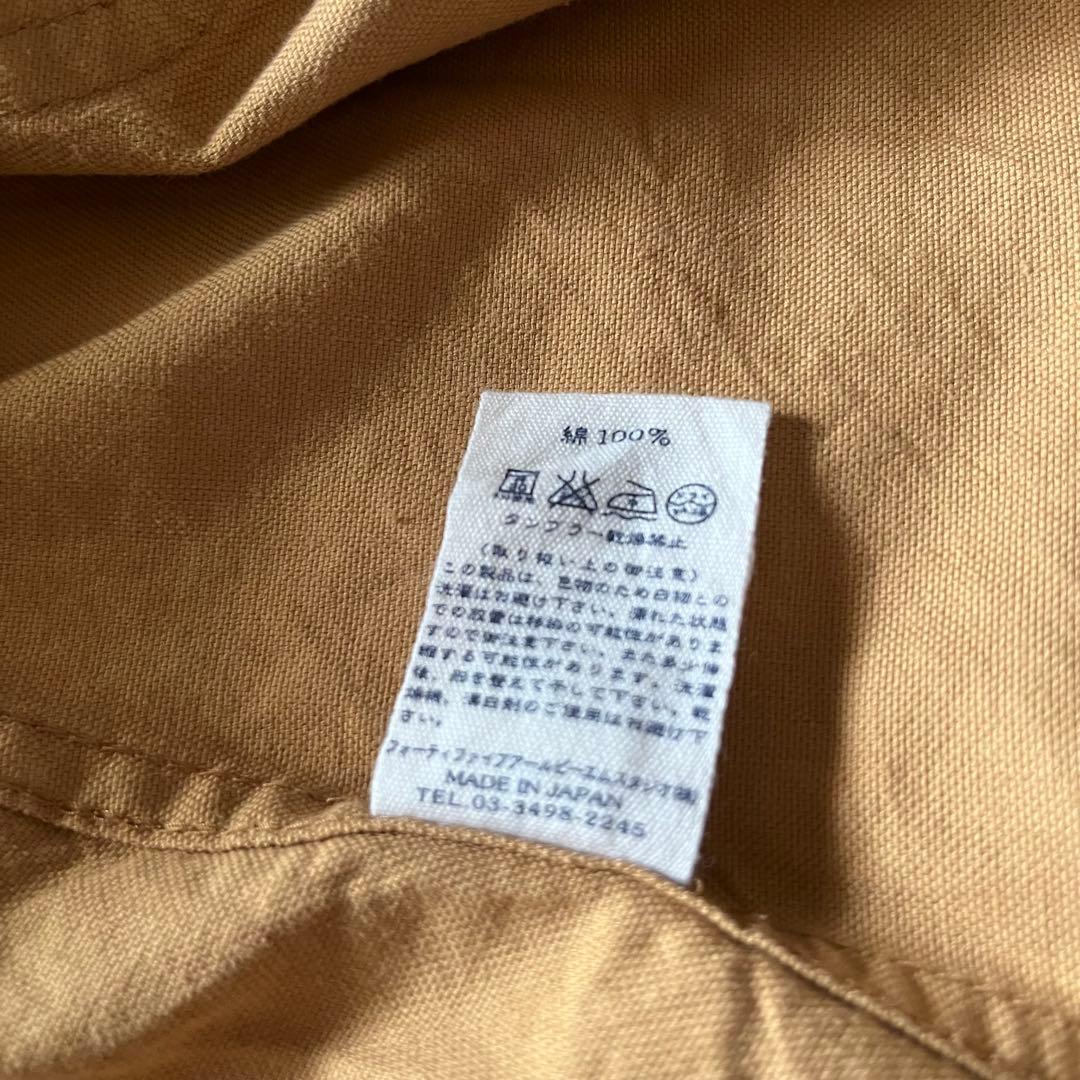 綿 100%
タンブラー乾燥禁止
(取り扱い上の御注意)
この製品は、色物のため白物との
洗濯はお避け下さい。濡れた状態
での放置は移染の可能性がありま
すので御注意下さい。また多少伸
縮する可能性があります。洗濯
後、形を整えて干して下さい。乾
燥機、漂白剤のご使用はお避け下
さい。
フォーティファイブアールピーエムスタジオ㈱
MADE IN JAPAN
TEL.03-3498-2245